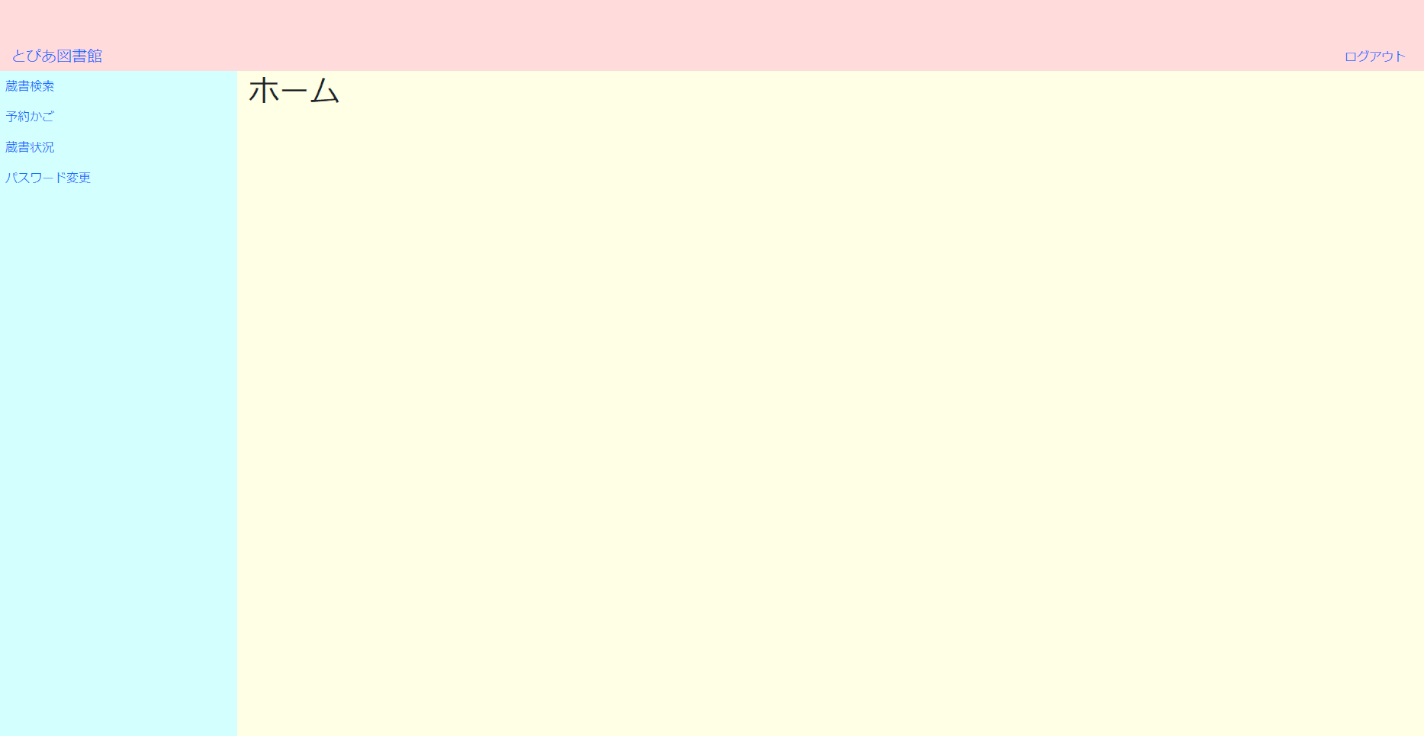 とぴあ図書館
ログアウト
蔵書検索
予約かご
蔵書状況
パスワード変更
ホーム